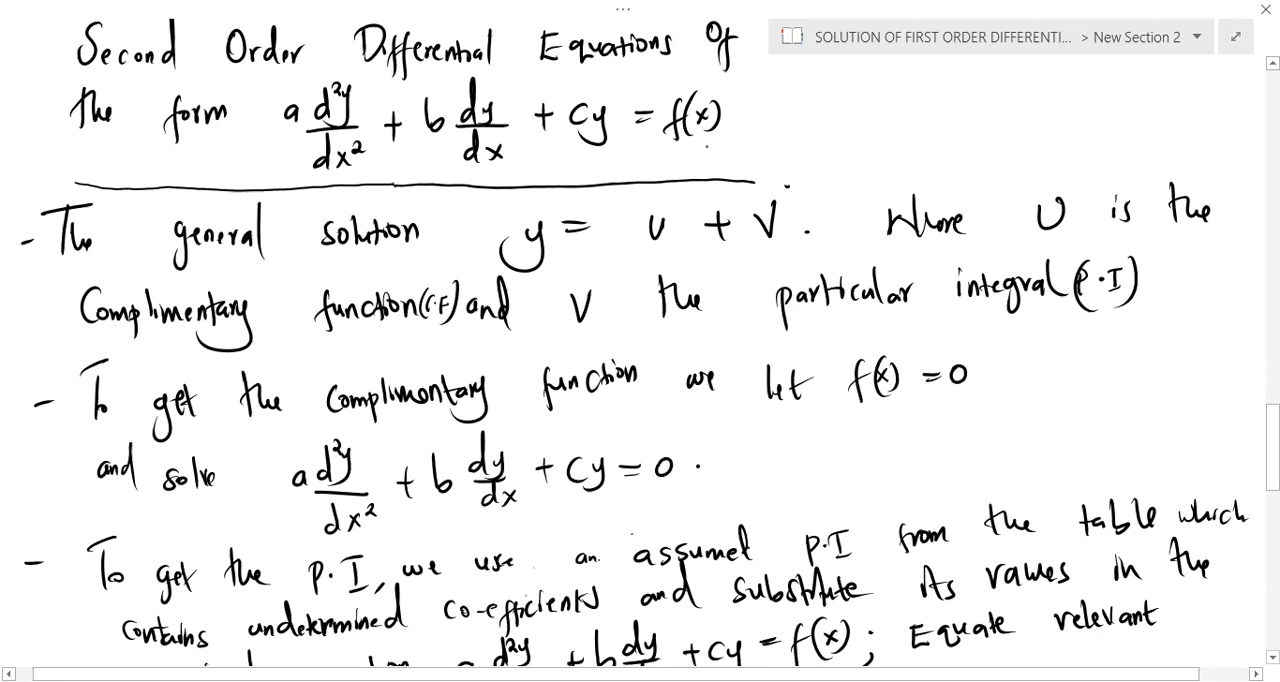 SOLUTION OF FIRST ORDER DIFFERENTI... > New Section 2
Second Order Differential Equations Of
the form a d²y/dx² + b dy/dx + cy = f(x)
- The general solution y = u + v. Where U is the
Complimentary function(C.F) and V the particular integral (P.I)
- To get the complimentary function we let f(x) = 0
and solve a d²y/dx² + b dy/dx + cy = 0.
- To get the P.I, we use an assumet P.I from the table which
contains undetermined co-efficients and substitute its values in the
a d²y + b dy + cy = f(x); Equate relevant